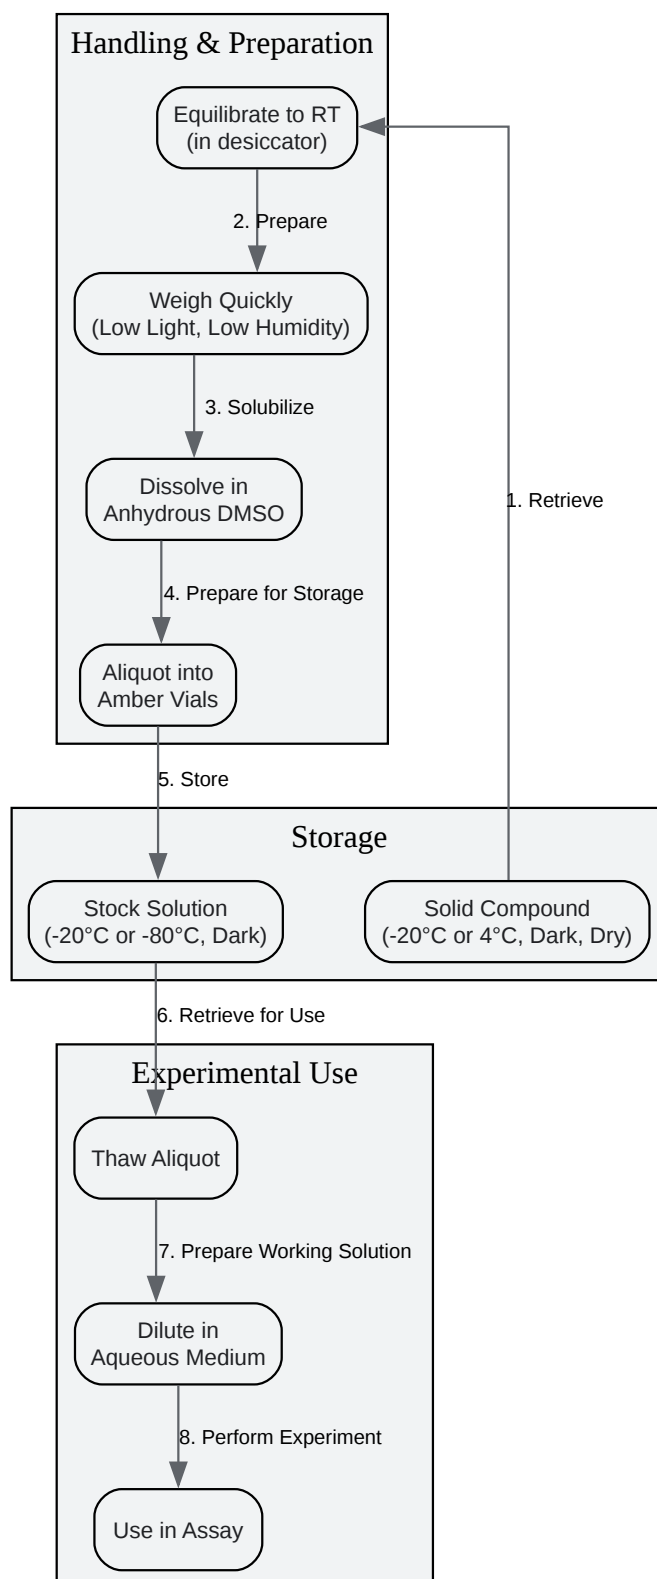 Handling & Preparation
Equilibrate to RT
(in desiccator)
2. Prepare
Weigh Quickly
(Low Light, Low Humidity)
3. Solubilize
Dissolve in
Anhydrous DMSO
1. Retrieve
4. Prepare for Storage
Aliquot into
Amber Vials
5. Store
Storage
Stock Solution
(-20°C or -80°C, Dark)
Solid Compound
(-20°C or 4°C, Dark, Dry)
6. Retrieve for Use
Experimental Use
Thaw Aliquot
7. Prepare Working Solution
Dilute in
Aqueous Medium
8. Perform Experiment
Use in Assay